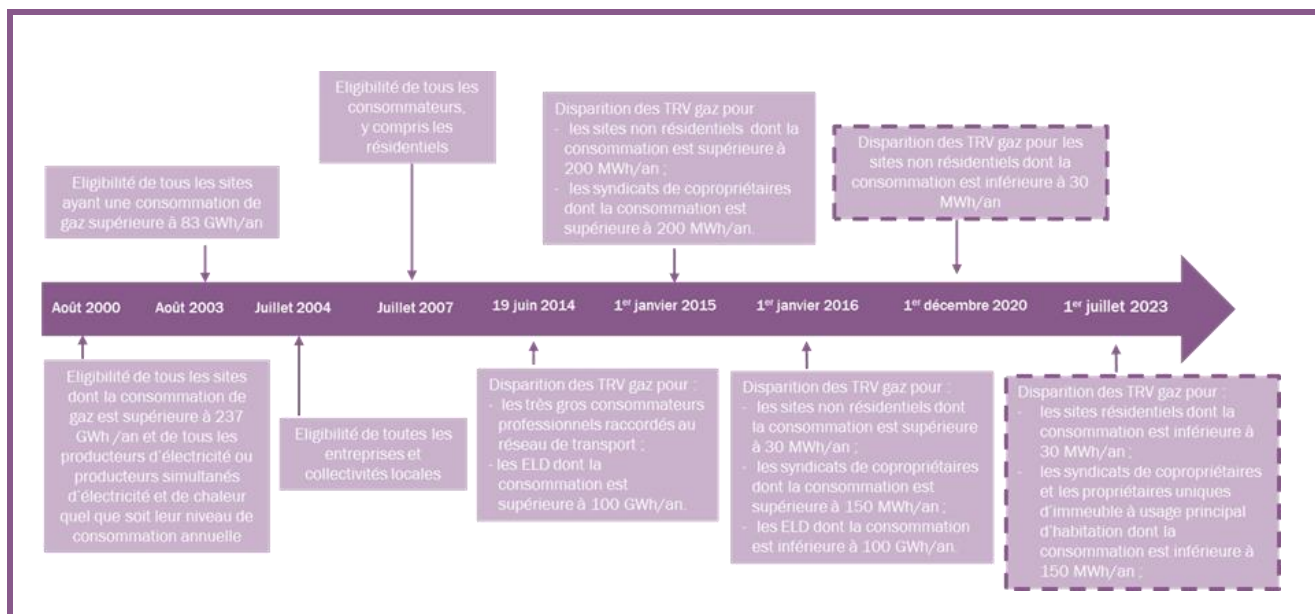 Eligibilité de tous les
consommateurs,
y compris les
résidentiels
Disparition des TRV gaz pour
- les sites non résidentiels dont la
consommation est supérieure à
200 MWh/an ;
- les syndicats de copropriétaires
dont la consommation est
supérieure à 200 MWh/an.
Disparition des TRV gaz pour les
sites non résidentiels dont la
consommation est inférieure à 30
MWh/an
Eligibilité de tous les sites
ayant une consommation de
gaz supérieure à 83 GWh/an
Août 2000
Août 2003
Juillet 2004
Juillet 2007
19 juin 2014
1er janvier 2015
1er janvier 2016
1er décembre 2020
1er juillet 2023
Eligibilité de tous les sites
dont la consommation de
gaz est supérieure à 237
GWh /an et de tous les
producteurs d'électricité ou
producteurs simultanés
d'électricité et de chaleur
quel que soit leur niveau de
consommation annuelle
Eligibilité de toutes les
entreprises et
collectivités locales
Disparition des TRV gaz pour :
- les très gros consommateurs
professionnels raccordés au
réseau de transport ;
- les ELD dont la
consommation est
supérieure à 100 GWh/an.
Disparition des TRV gaz pour :
- les sites non résidentiels dont
la consommation est supérieure
à 30 MWh/an ;
- les syndicats de copropriétaires
dont la consommation est
supérieure à 150 MWh/an ;
- les ELD dont la consommation
est inférieure à 100 GWh/an.
Disparition des TRV gaz pour :
- les sites résidentiels dont la
consommation est inférieure à
30 MWh/an ;
- les syndicats de copropriétaires
et les propriétaires uniques
d'immeuble à usage principal
d'habitation dont la
consommation est inférieure à
150 MWh/an ;